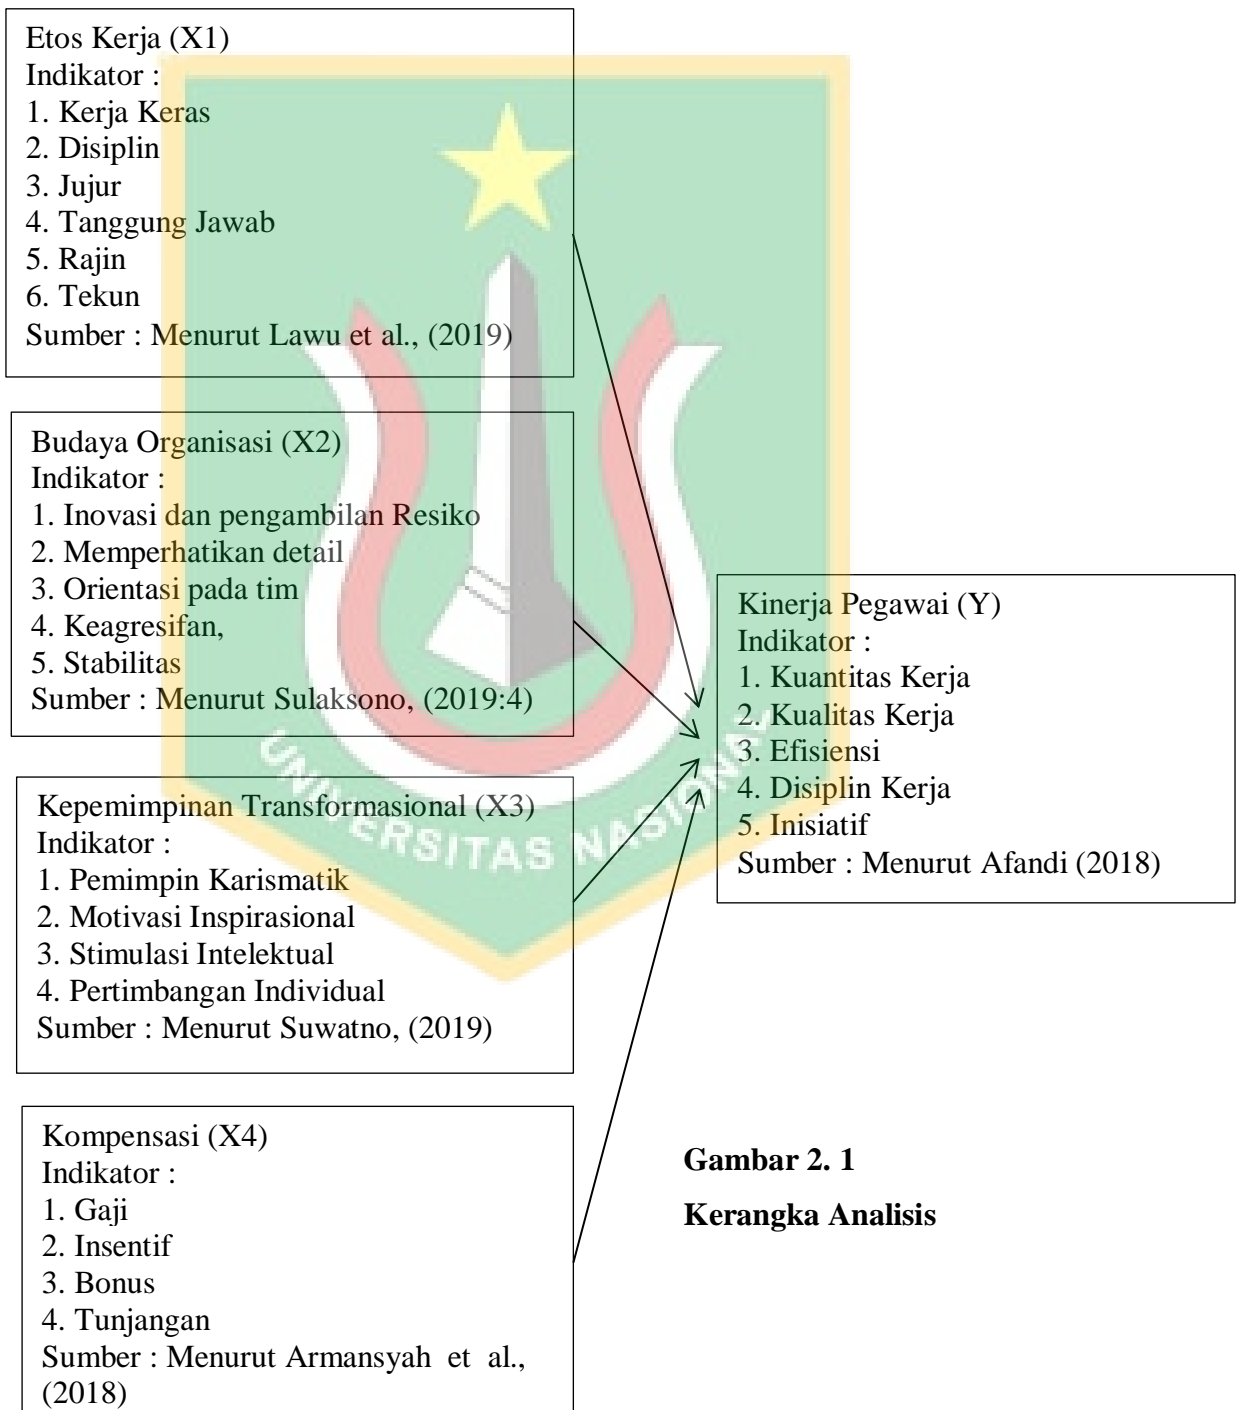 Etos Kerja (X1)
Indikator :
1. Kerja Keras
2. Disiplin
3. Jujur
4. Tanggung Jawab
5. Rajin
6. Tekun
Sumber : Menurut Lawu et al., (2019)
Budaya Organisasi (X2)
Indikator :
1. Inovasi dan pengambilan Resiko
2. Memperhatikan detail
3. Orientasi pada tim
4. Keagresifan,
5. Stabilitas
Sumber : Menurut Sulaksono, (2019:4)
Kepemimpinan Transformasional (X3)
Indikator :
1. Pemimpin Karismatik
2. Motivasi Inspirasional
3. Stimulasi Intelektual
4. Pertimbangan Individual
Sumber : Menurut Suwatno, (2019)
Kompensasi (X4)
Indikator :
1. Gaji
2. Insentif
3. Bonus
4. Tunjangan
Sumber : Menurut Armansyah et al.,
(2018)
Kinerja Pegawai (Y)
Indikator :
1. Kuantitas Kerja
2. Kualitas Kerja
3. Efisiensi
4. Disiplin Kerja
5. Inisiatif
Sumber : Menurut Afandi (2018)
Gambar 2. 1
Kerangka Analisis
UNIVERSITAS NASIONAL